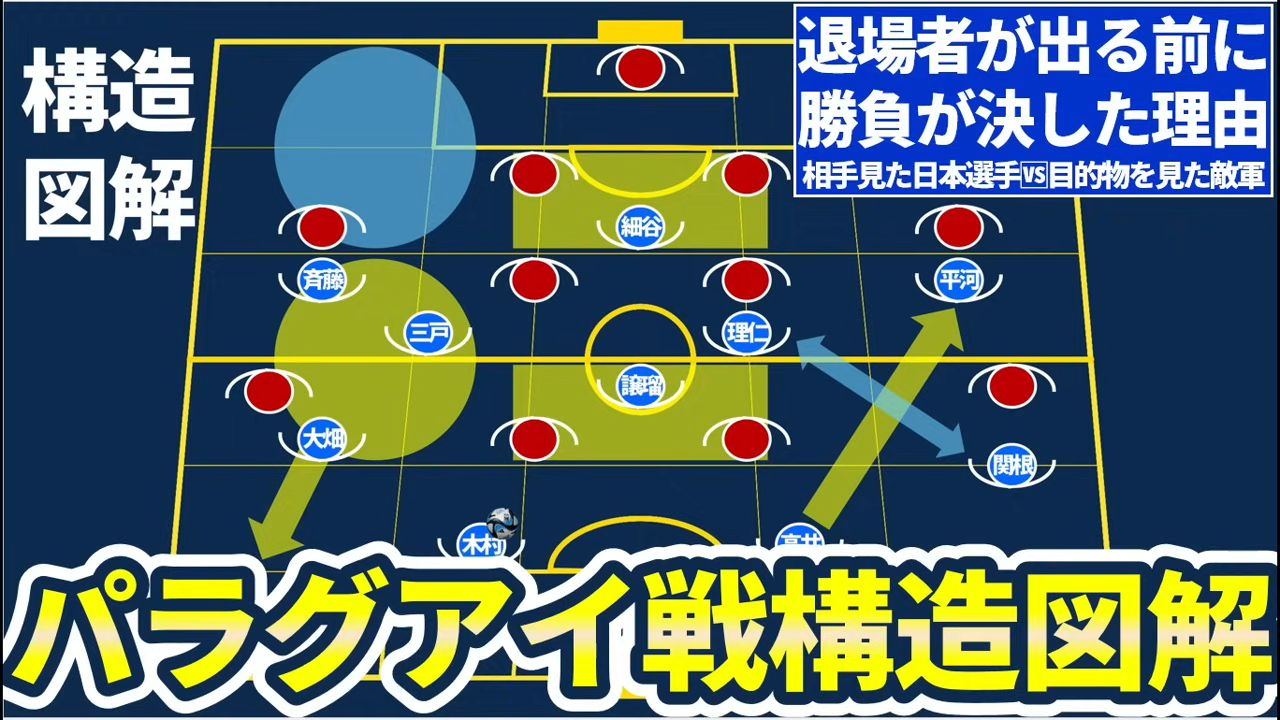 構造
図解
退場者が出る前に
勝負が決した理由
相手見た日本選手🆚目的物を見た敵軍
細谷
斉藤
平河
三戸
理仁
譲瑠
大畑
関根
木村
高井
パラグアイ戦構造図解